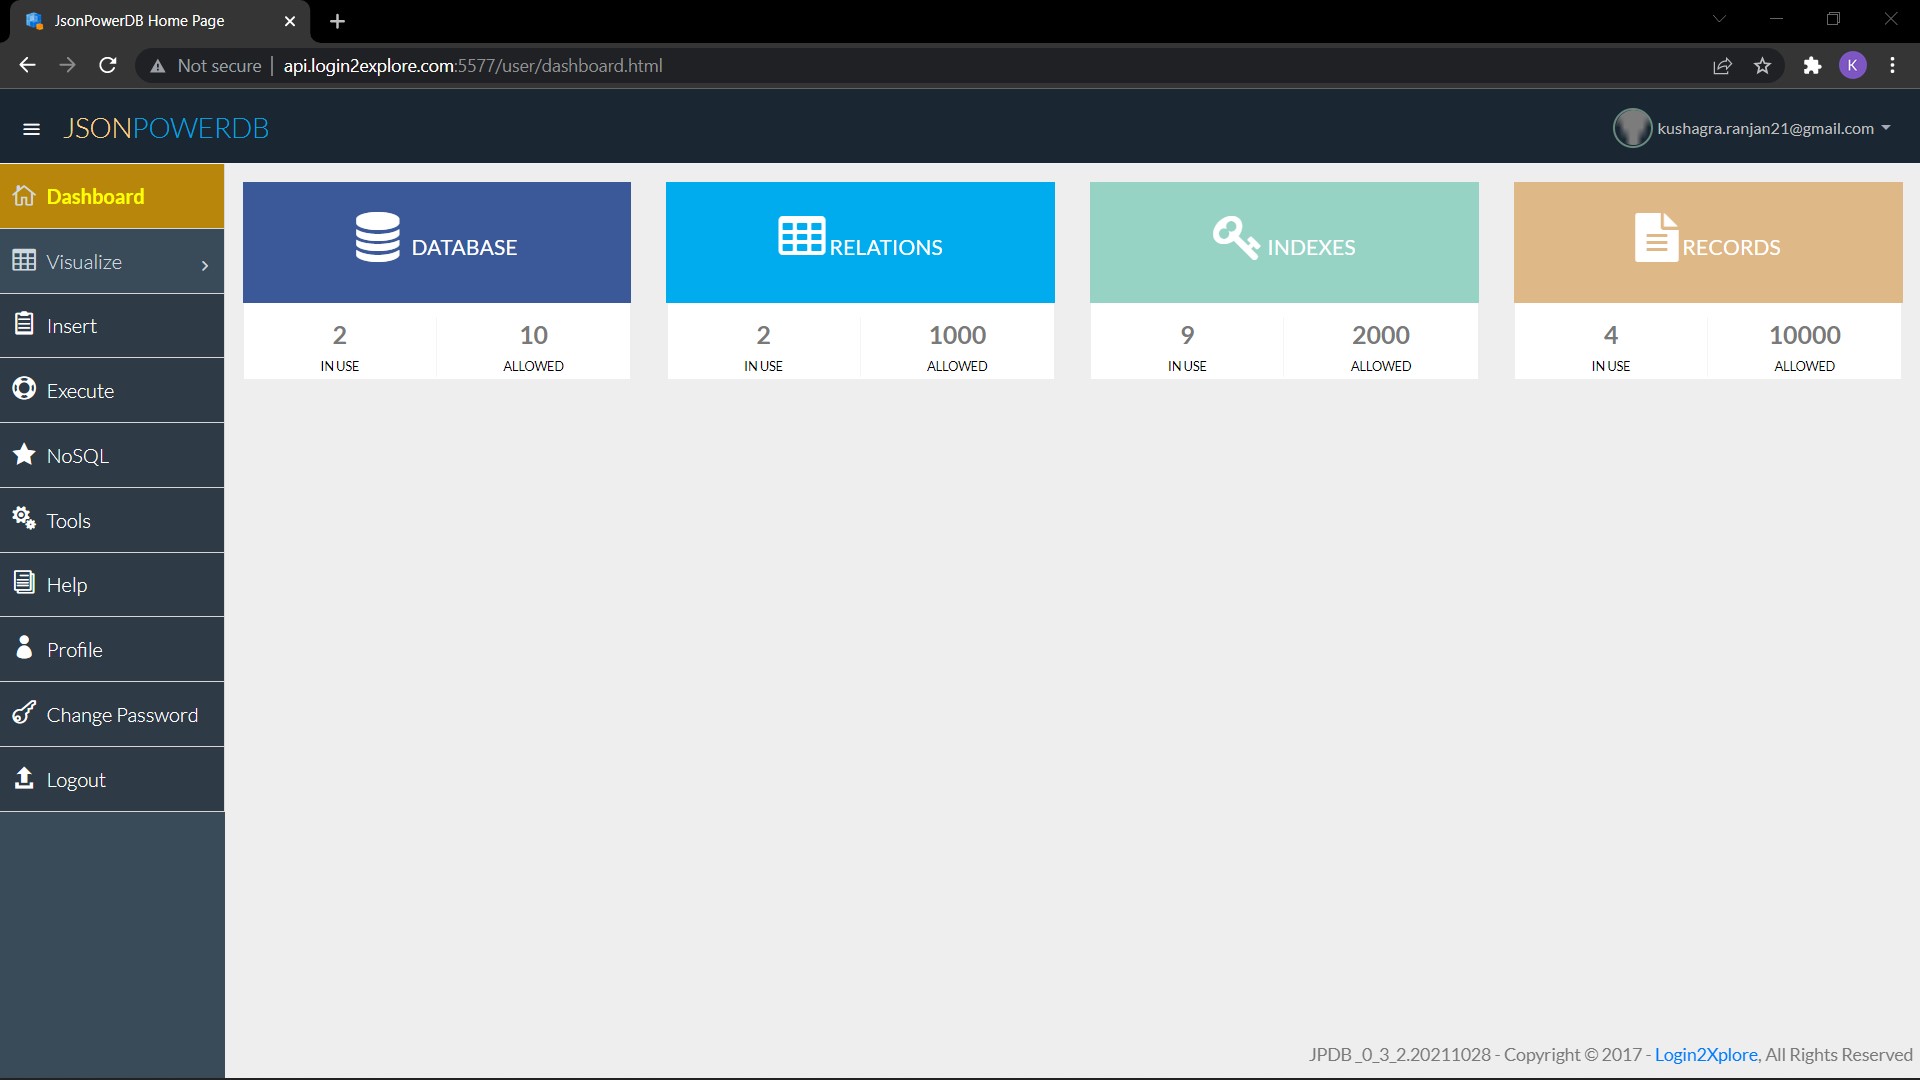 JsonPowerDB Home Page
Not secure | api.login2explore.com:5577/user/dashboard.html
K
JSONPOWERDB
kushagra.ranjan21@gmail.com
Dashboard
Visualize
Insert
Execute
NoSQL
Tools
Help
Profile
Change Password
Logout
DATABASE
2 10
IN USE ALLOWED
RELATIONS
2 1000
IN USE ALLOWED
INDEXES
9 2000
IN USE ALLOWED
RECORDS
4 10000
IN USE ALLOWED
JPDB_0_3_2.20211028 - Copyright © 2017 - Login2Xplore, All Rights Reserved